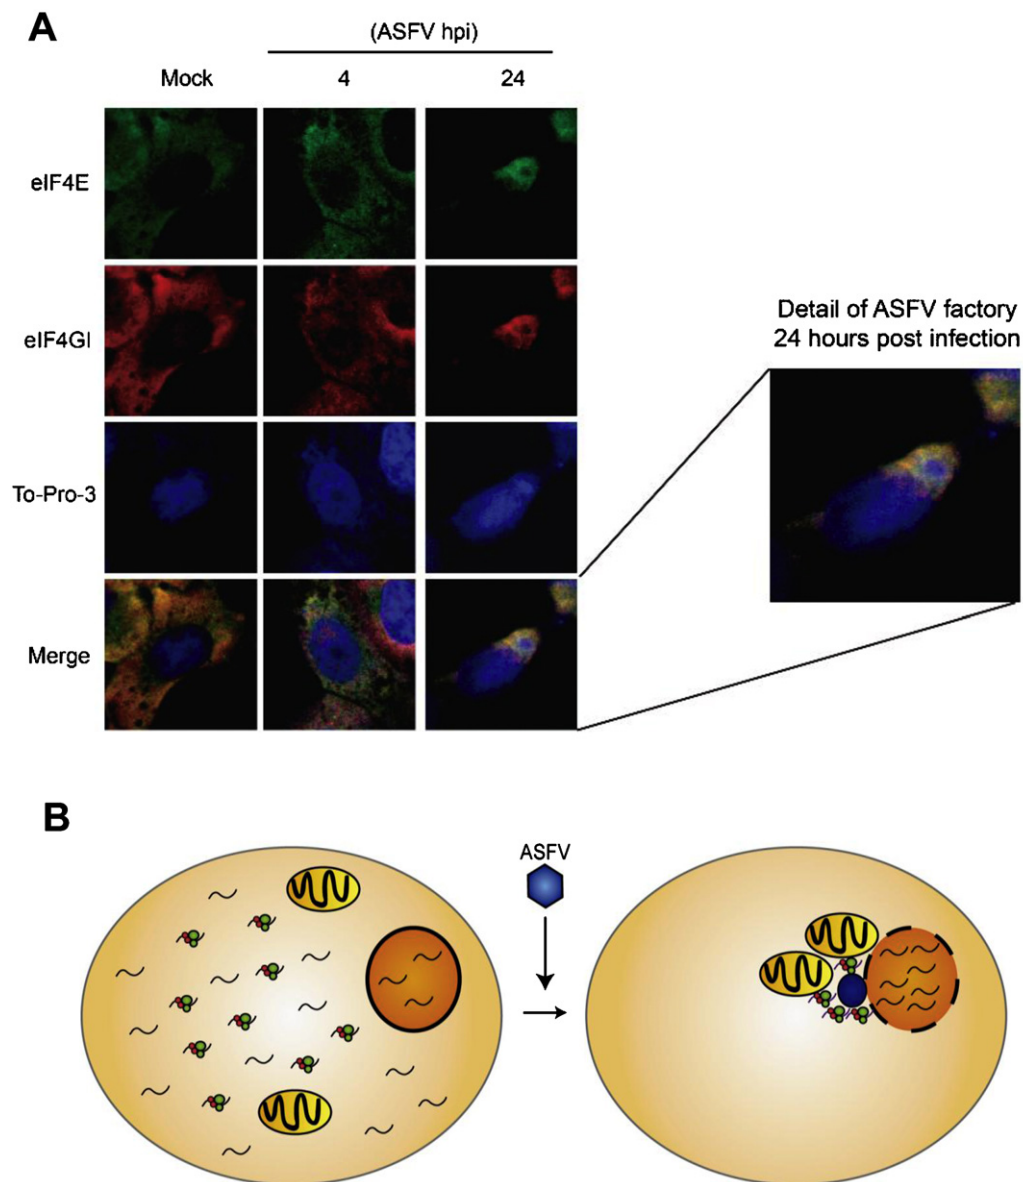 A
(ASFV hpi)
Mock
4
24
eIF4E
eIF4GI
To-Pro-3
Merge
Detail of ASFV factory
24 hours post infection
B
ASFV